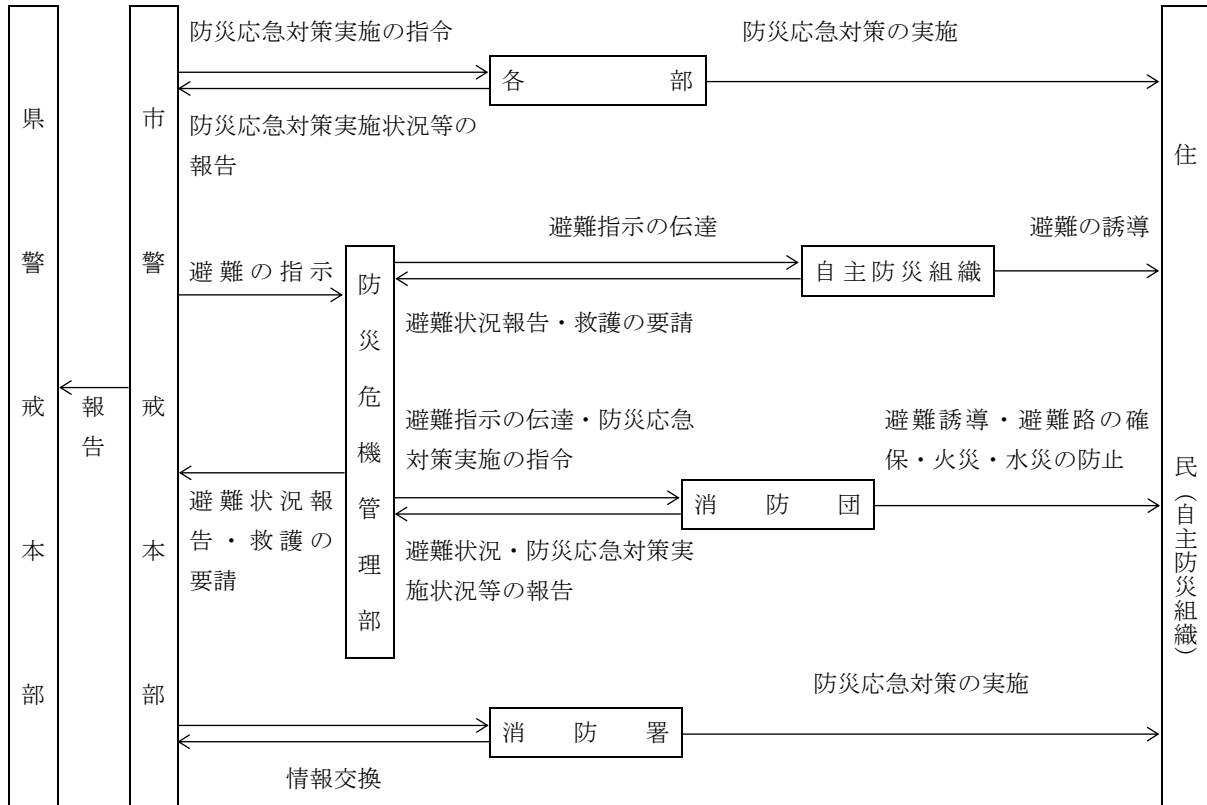 県警戒本部
報告
市警戒本部
防災応急対策実施の指令
各部
防災応急対策の実施
防災応急対策実施状況等の
報告
避難の指示
防災危機管理部
避難指示の伝達
自主防災組織
避難の誘導
避難状況報告・救護の要請
避難指示の伝達・防災応急
対策実施の指令
消防団
避難誘導・避難路の確
保・火災・水災の防止
避難状況報
告・救護の
要請
避難状況・防災応急対策実
施状況等の報告
消防署
防災応急対策の実施
情報交換
住民(自主防災組織)